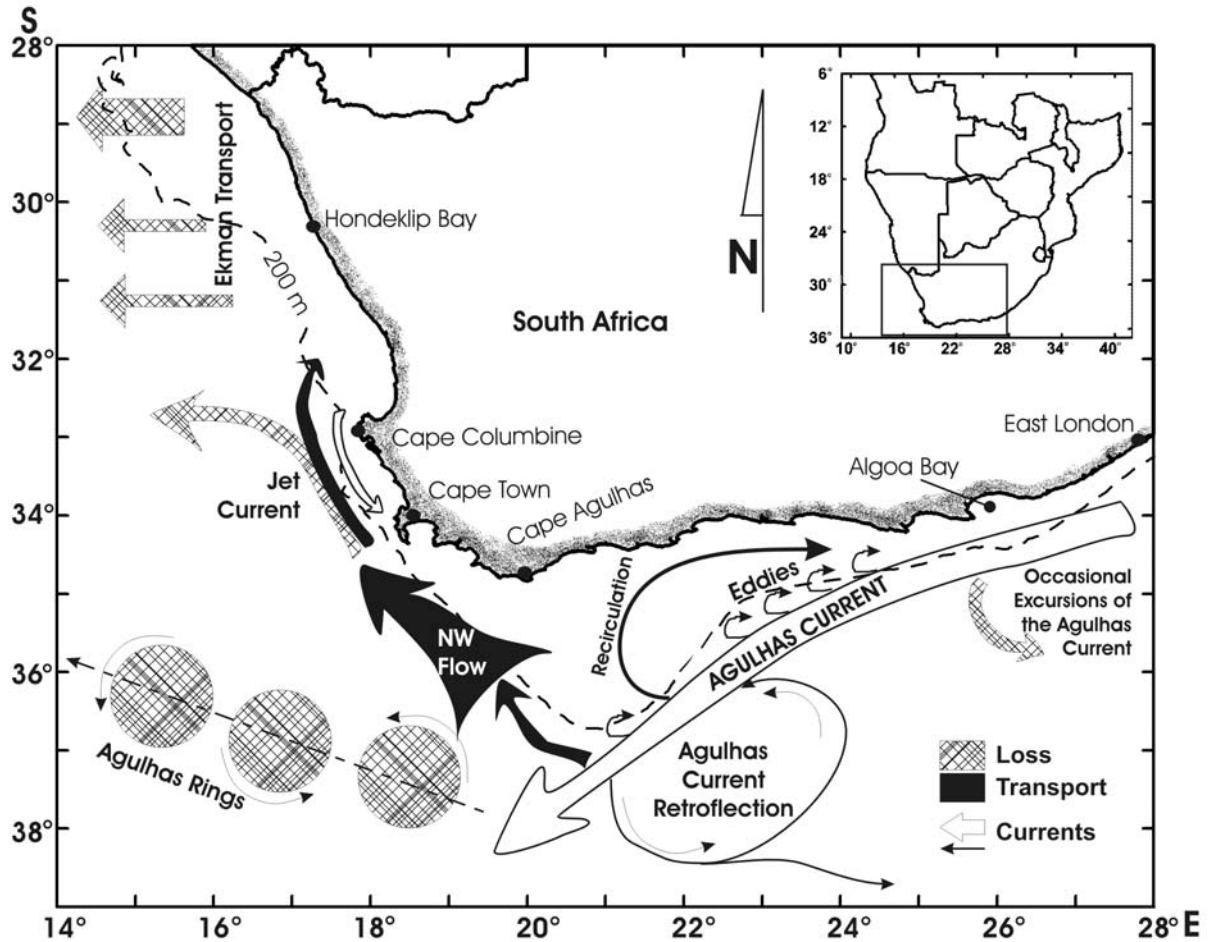 S
28°
30°
32°
34°
36°
38°
14°
16°
18°
20°
22°
24°
26°
28° E
Ekman Transport
200 m
Hondeklip Bay
South Africa
N
6°
12°
18°
24°
30°
36°
10°
16°
22°
28°
34°
40°
Cape Columbine
Cape Town
Cape Agulhas
Jet
Current
East London
Algoa Bay
Recirculation
Eddies
AGULHAS CURRENT
Occasional
Excursions of
the Agulhas
Current
NW
Flow
Agulhas Rings
Agulhas
Current
Retroflection
Loss
Transport
Currents